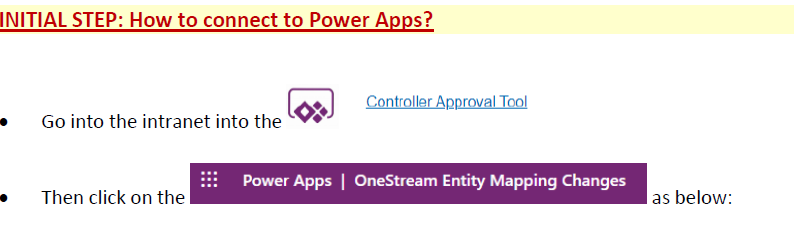 INITIAL STEP: How to connect to Power Apps?
Controller Approval Tool
• Go into the intranet into the
• Then click on the Power Apps | OneStream Entity Mapping Changes as below: